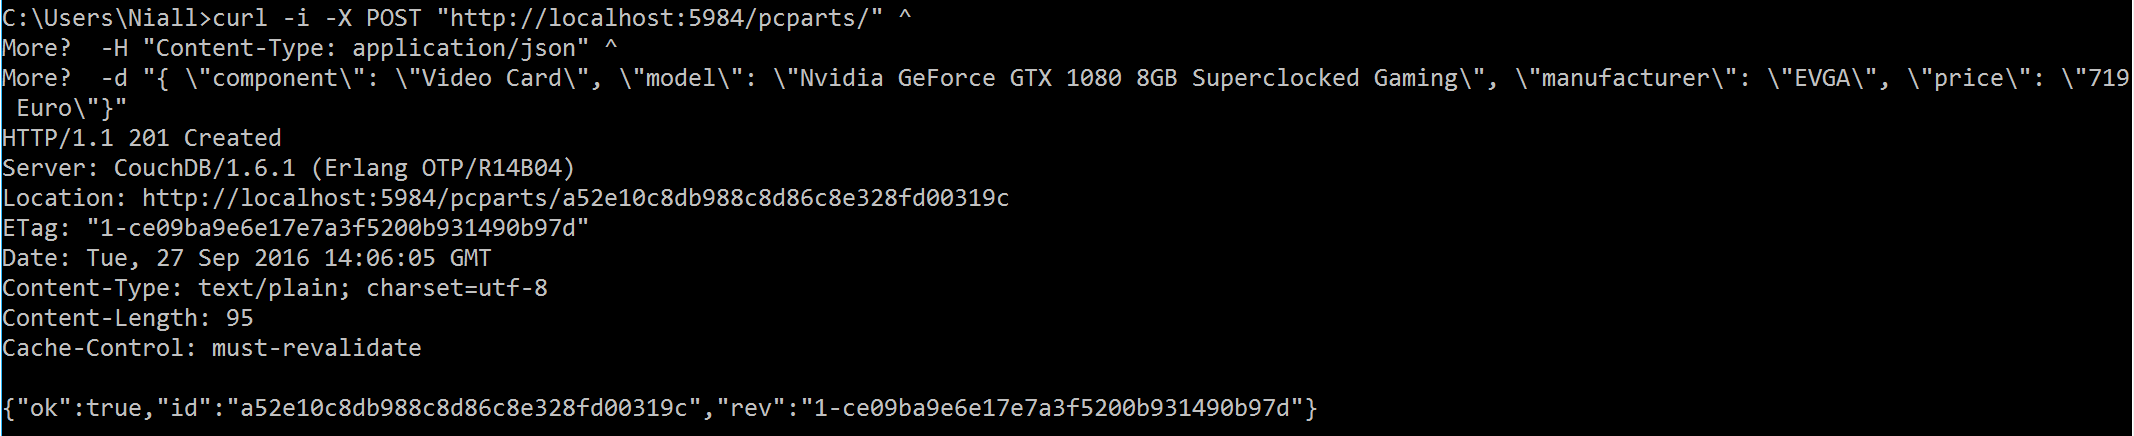 C:\Users\Niall>curl -i -X POST "http://localhost:5984/pcparts/" ^
More?  -H "Content-Type: application/json" ^
More?  -d "{ \"component\": \"Video Card\", \"model\": \"Nvidia GeForce GTX 1080 8GB Superclocked Gaming\", \"manufacturer\": \"EVGA\", \"price\": \"719
 Euro\"}"
HTTP/1.1 201 Created
Server: CouchDB/1.6.1 (Erlang OTP/R14B04)
Location: http://localhost:5984/pcparts/a52e10c8db988c8d86c8e328fd00319c
ETag: "1-ce09ba9e6e17e7a3f5200b931490b97d"
Date: Tue, 27 Sep 2016 14:06:05 GMT
Content-Type: text/plain; charset=utf-8
Content-Length: 95
Cache-Control: must-revalidate

{"ok":true,"id":"a52e10c8db988c8d86c8e328fd00319c","rev":"1-ce09ba9e6e17e7a3f5200b931490b97d"}